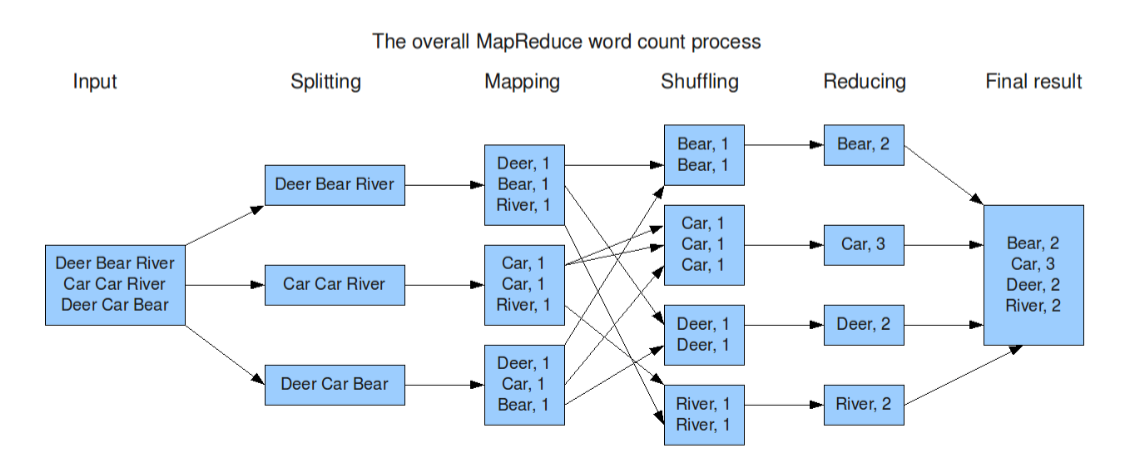 The overall MapReduce word count process
Input
Splitting
Mapping
Shuffling
Reducing
Final result
Deer Bear River
Car Car River
Deer Car Bear
Deer Bear River
Car Car River
Deer Car Bear
Deer, 1
Bear, 1
River, 1
Car, 1
Car, 1
River, 1
Deer, 1
Car, 1
Bear, 1
Bear, 1
Bear, 1
Car, 1
Car, 1
Car, 1
Deer, 1
Deer, 1
River, 1
River, 1
Bear, 2
Car, 3
Deer, 2
River, 2
Bear, 2
Car, 3
Deer, 2
River, 2